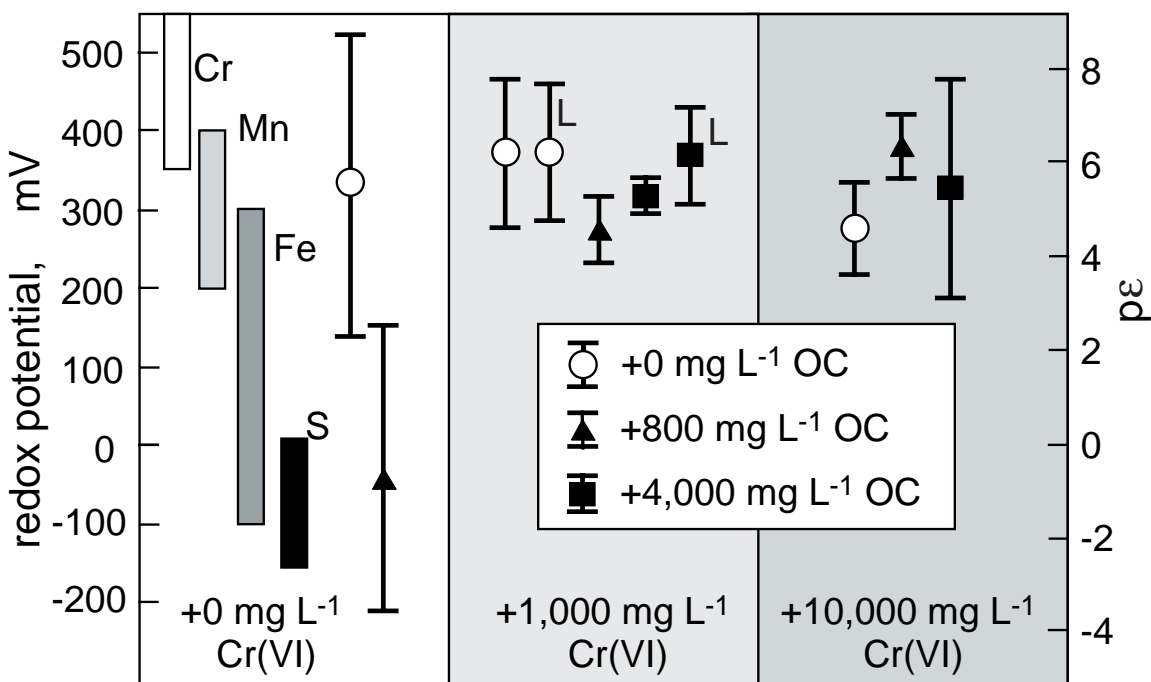 redox potential, mV
500
400
300
200
100
0
-100
-200
Cr
Mn
Fe
S
L
L
+0 mg L-1 OC
+800 mg L-1 OC
+4,000 mg L-1 OC
+0 mg L-1
Cr(VI)
+1,000 mg L-1
Cr(VI)
+10,000 mg L-1
Cr(VI)
8
6
4
2
0
-2
-4
pε